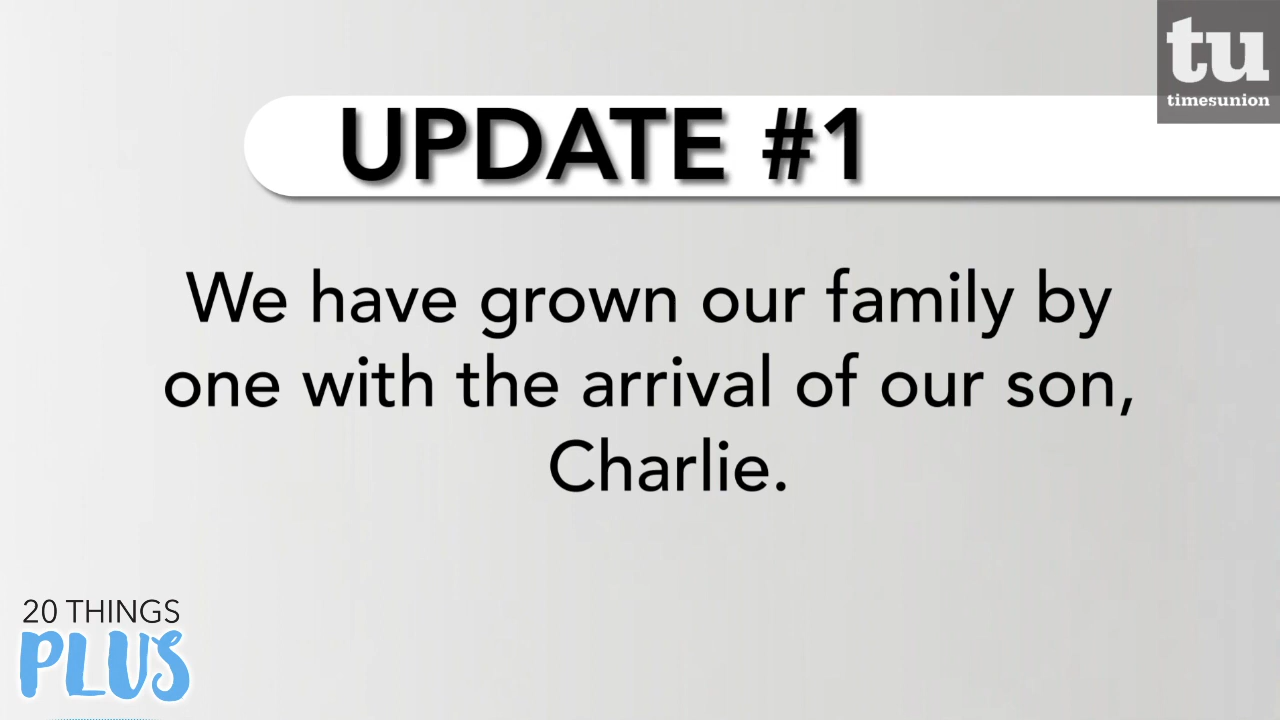 tu
timesunion
UPDATE #1
We have grown our family by
one with the arrival of our son,
Charlie.
20 THINGS
PLUS